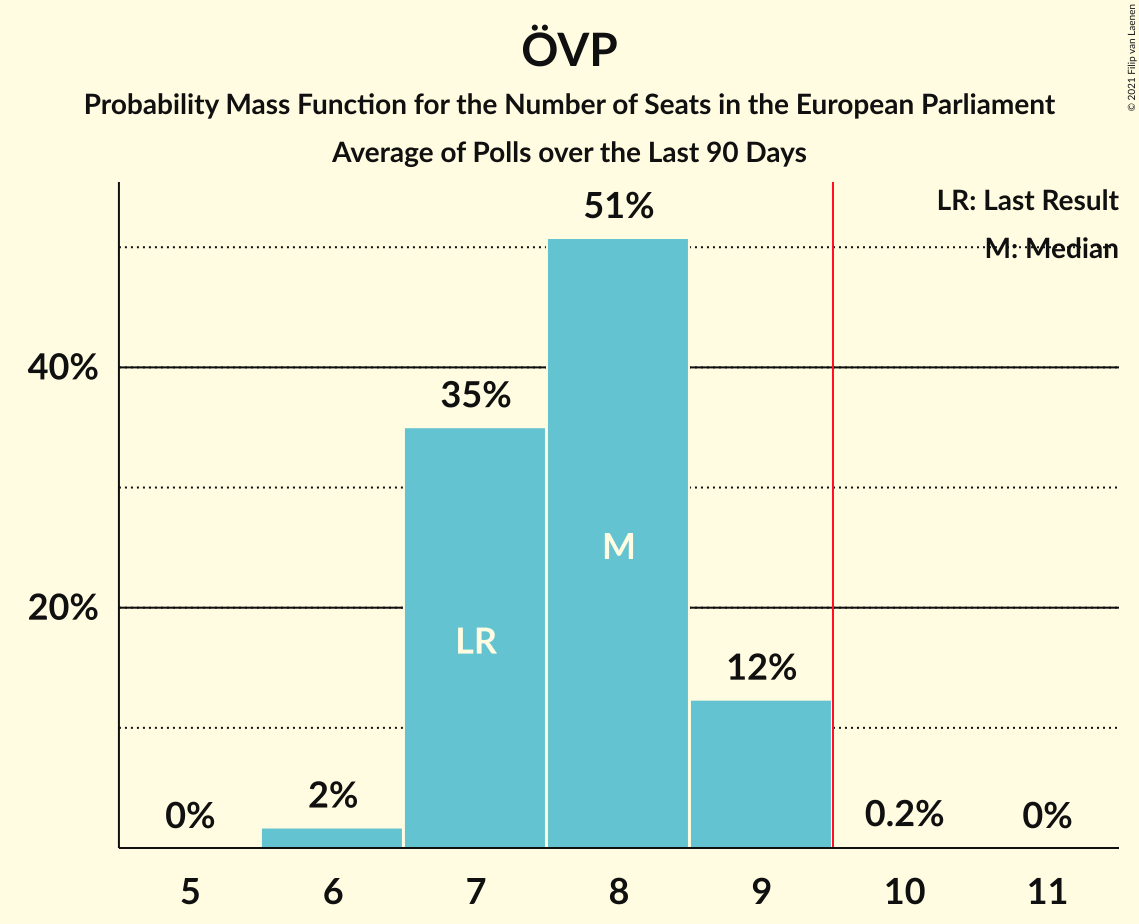 ÖVP
Probability Mass Function for the Number of Seats in the European Parliament
Average of Polls over the Last 90 Days
© 2021 Filip van Laenen
LR: Last Result
M: Median
51%
40%
35%
M
20%
LR
12%
2%
0%
0.2%
0%
5 6 7 8 9 10 11